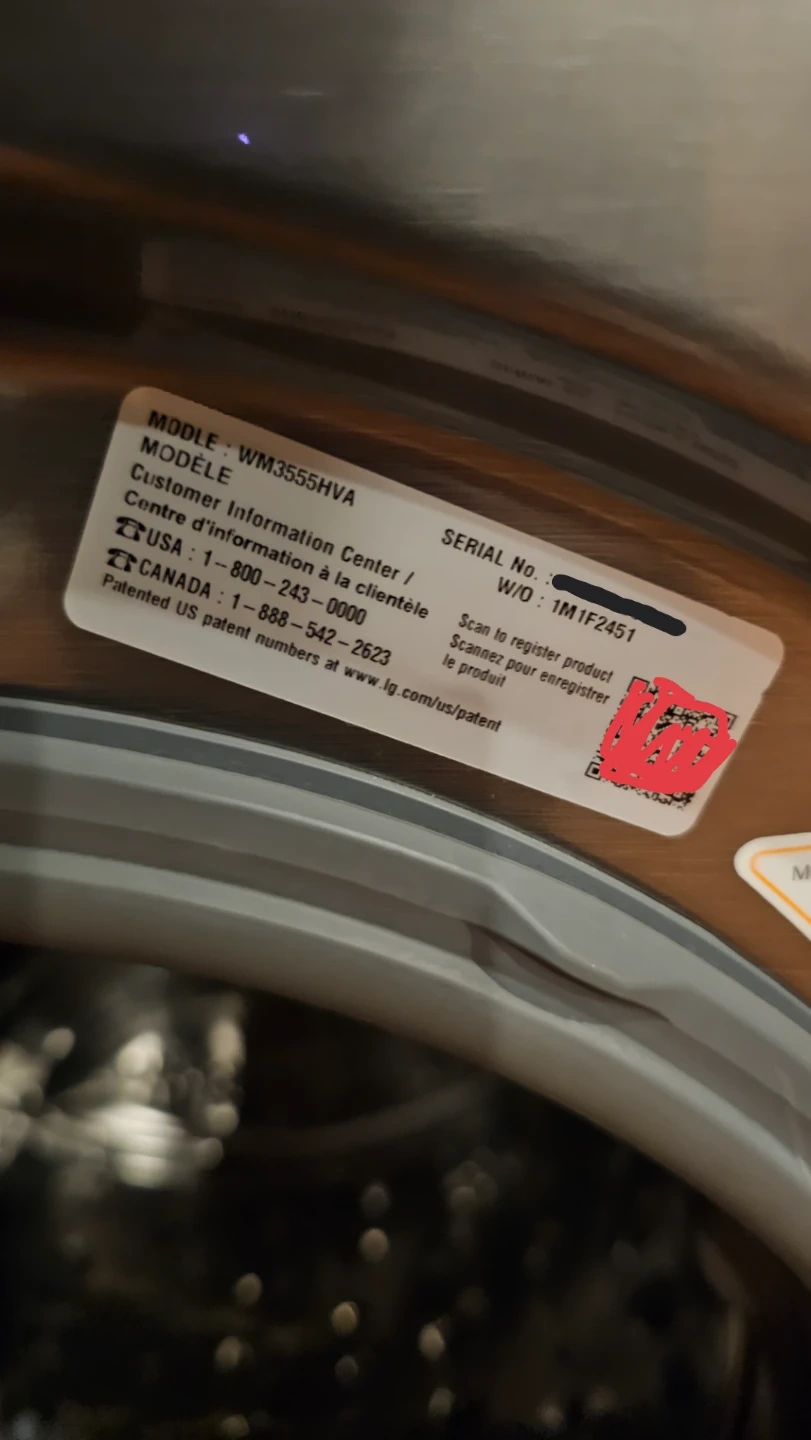 MODLE : WM3555HVA
MODÈLE
Customer Information Center /
Centre d'information à la clientèle
☎USA : 1-800-243-0000
☎CANADA : 1-888-542-2623
Patented US patent numbers at www.lg.com/us/patent
SERIAL No. :
W/O : 1M1F2451
Scan to register product
Scannez pour enregistrer
le produit